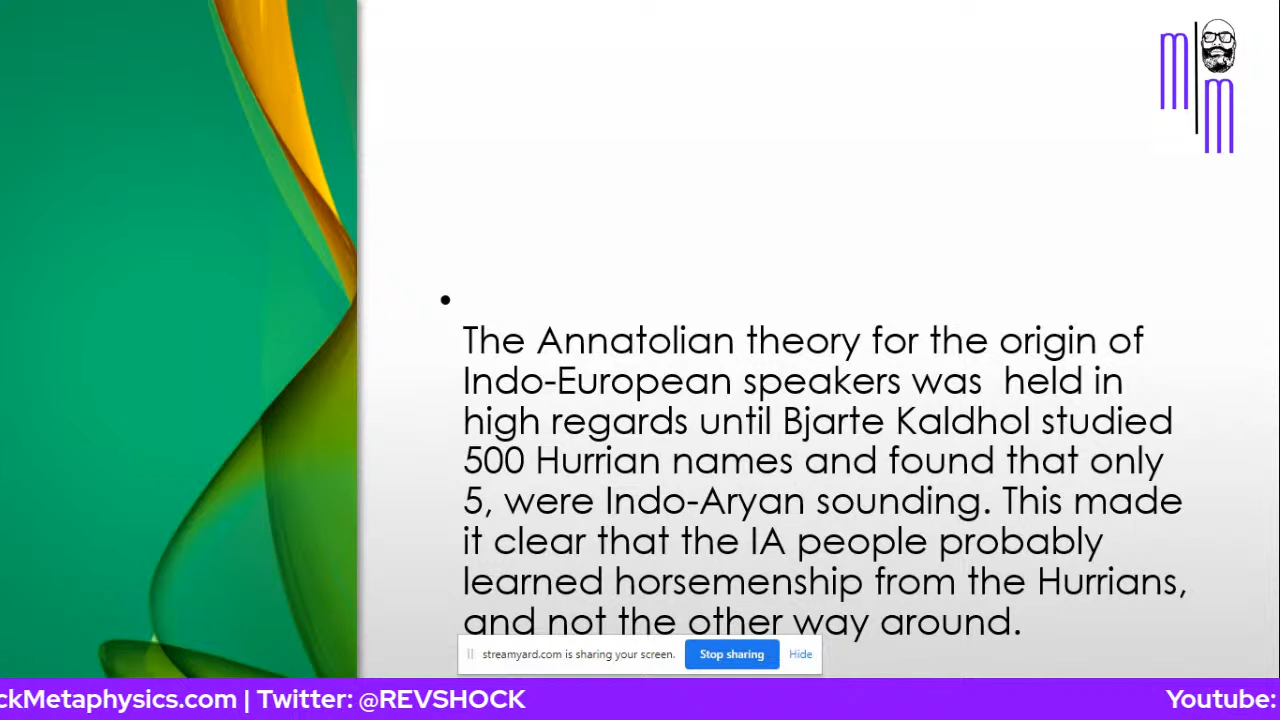 m
m
•
The Annatolian theory for the origin of
Indo-European speakers was held in
high regards until Bjarte Kaldhol studied
500 Hurrian names and found that only
5, were Indo-Aryan sounding. This made
it clear that the IA people probably
learned horsemenship from the Hurrians,
and not the other way around.
streamyard.com is sharing your screen. Stop sharing Hide
ckMetaphysics.com | Twitter: @REVSHOCK Youtube: